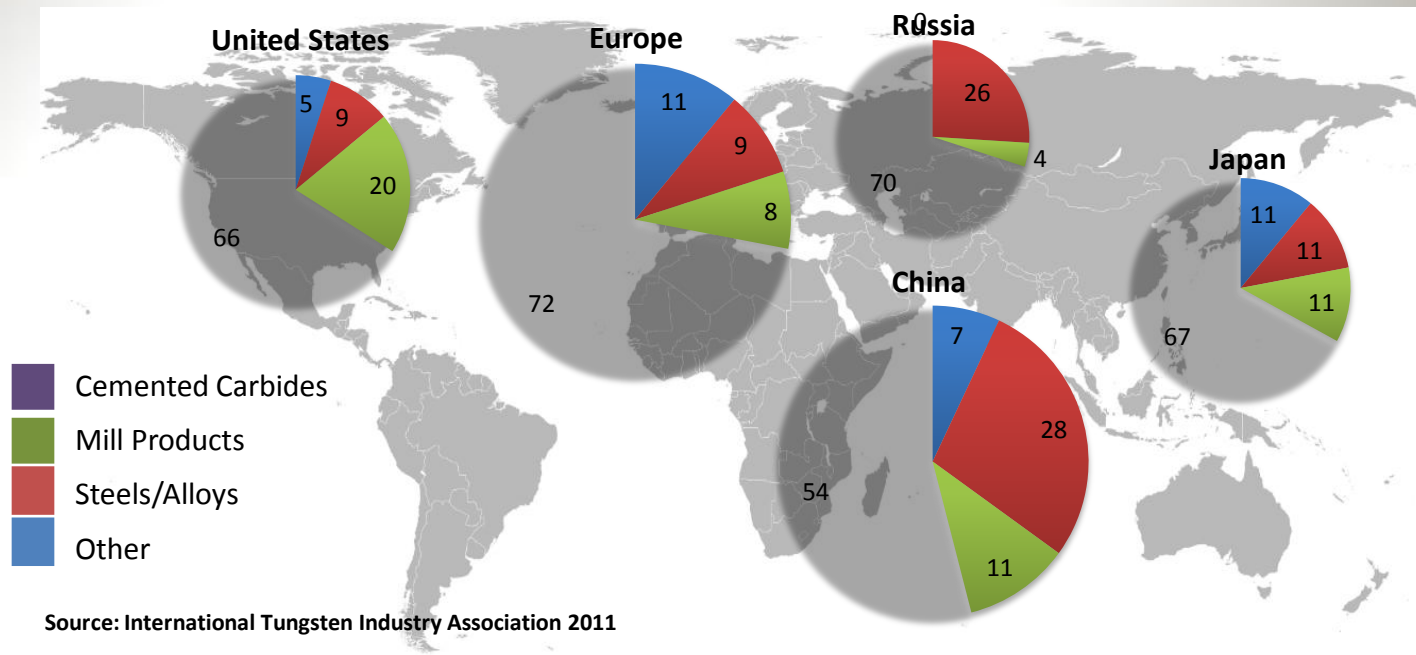 United States
5
9
20
66
Europe
11
9
8
72
0
Russia
26
4
70
Japan
11
11
11
67
China
7
28
11
54
Cemented Carbides
Mill Products
Steels/Alloys
Other
Source: International Tungsten Industry Association 2011